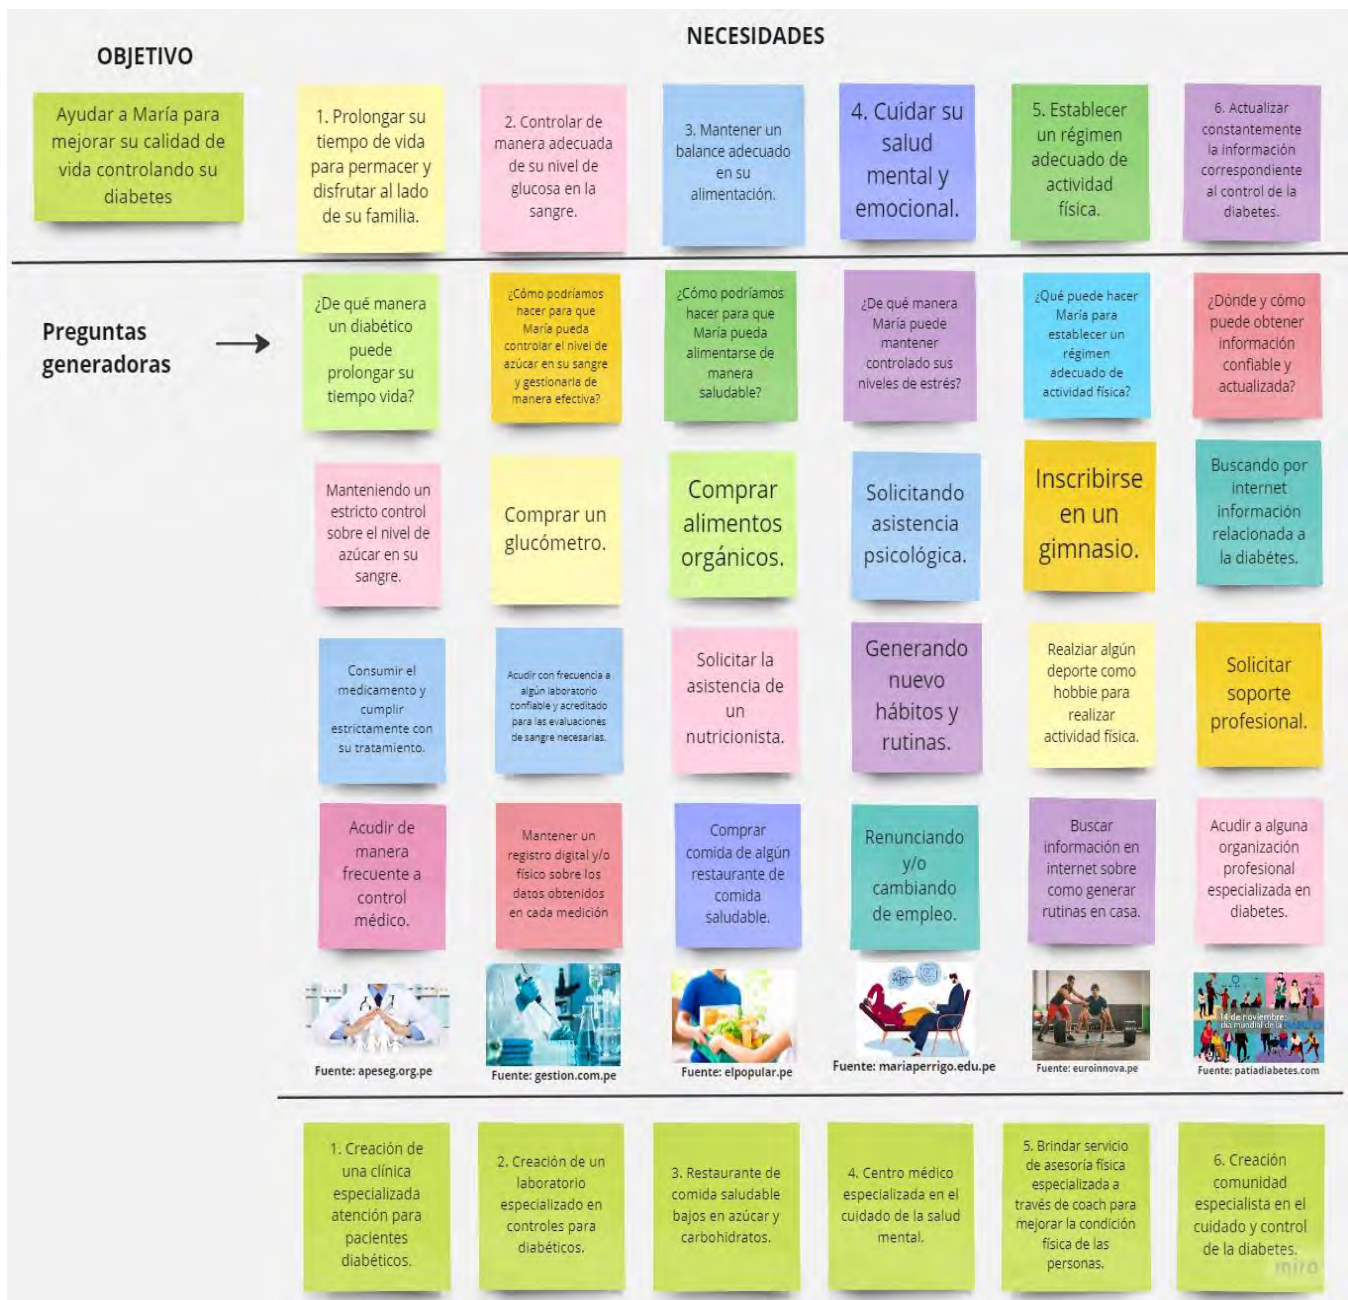 OBJETIVO
NECESIDADES
Ayudar a María para
mejorar su calidad de
vida controlando su
diabetes
1. Prolongar su
tiempo de vida
para permacer y
disfrutar al lado
de su familia.
2. Controlar de
manera adecuada
de su nivel de
glucosa en la
sangre.
3. Mantener un
balance adecuado
en su
alimentación.
4. Cuidar su
salud
mental y
emocional.
5. Establecer
un régimen
adecuado de
actividad
física.
6. Actualizar
constantemente
la información
correspondiente
al control de la
diabetes.
Preguntas
generadoras
¿De qué manera
un diabético
puede
prolongar su
tiempo vida?
¿Cómo podríamos
hacer para que
María pueda
controlar el nivel de
azúcar en su sangre
y gestionarla de
manera efectiva?
¿Cómo podríamos
hacer para que
María pueda
alimentarse de
manera
saludable?
¿De qué manera
María puede
mantener
controlado sus
niveles de estrés?
¿Qué puede hacer
María para
establecer un
régimen
adecuado de
actividad física?
¿Dónde y cómo
puede obtener
información
confiable y
actualizada?
Manteniendo un
estricto control
sobre el nivel de
azúcar en su
sangre.
Comprar un
glucómetro.
Comprar
alimentos
orgánicos.
Solicitando
asistencia
psicológica.
Inscribirse
en un
gimnasio.
Buscando por
internet
información
relacionada a
la diabétes.
Consumir el
medicamento y
cumplir
estrictamente con
su tratamiento.
Acudir con frecuencia a
algún laboratorio
confiable y acreditado
para las evaluaciones
de sangre necesarias.
Solicitar la
asistencia de
un
nutricionista.
Generando
nuevo
hábitos y
rutinas.
Realziar algún
deporte como
hobbie para
realizar
actividad física.
Solicitar
soporte
profesional.
Acudir de
manera
frecuente a
control
médico.
Mantener un
registro digital y/o
físico sobre los
datos obtenidos
en cada medición
Comprar
comida de algún
restaurante de
comida
saludable.
Renunciando
y/o
cambiando
de empleo.
Buscar
información en
internet sobre
como generar
rutinas en casa.
Acudir a alguna
organización
profesional
especializada en
diabetes.
14 de noviembre:
día mundial de la DIABETES
Fuente: apeseg.org.pe
Fuente: gestion.com.pe
Fuente: elpopular.pe
Fuente: mariaperrigo.edu.pe
Fuente: euroinnova.pe
Fuente: patiadiabetes.com
1. Creación de
una clínica
especializada
atención para
pacientes
diabéticos.
2. Creación de un
laboratorio
especializado en
controles para
diabéticos.
3. Restaurante de
comida saludable
bajos en azúcar y
carbohidratos.
4. Centro médico
especializada en el
cuidado de la salud
mental.
5. Brindar servicio
de asesoría física
especializada a
través de coach para
mejorar la condición
física de las
personas.
6. Creación
comunidad
especialista en el
cuidado y control
de la diabetes.
miro